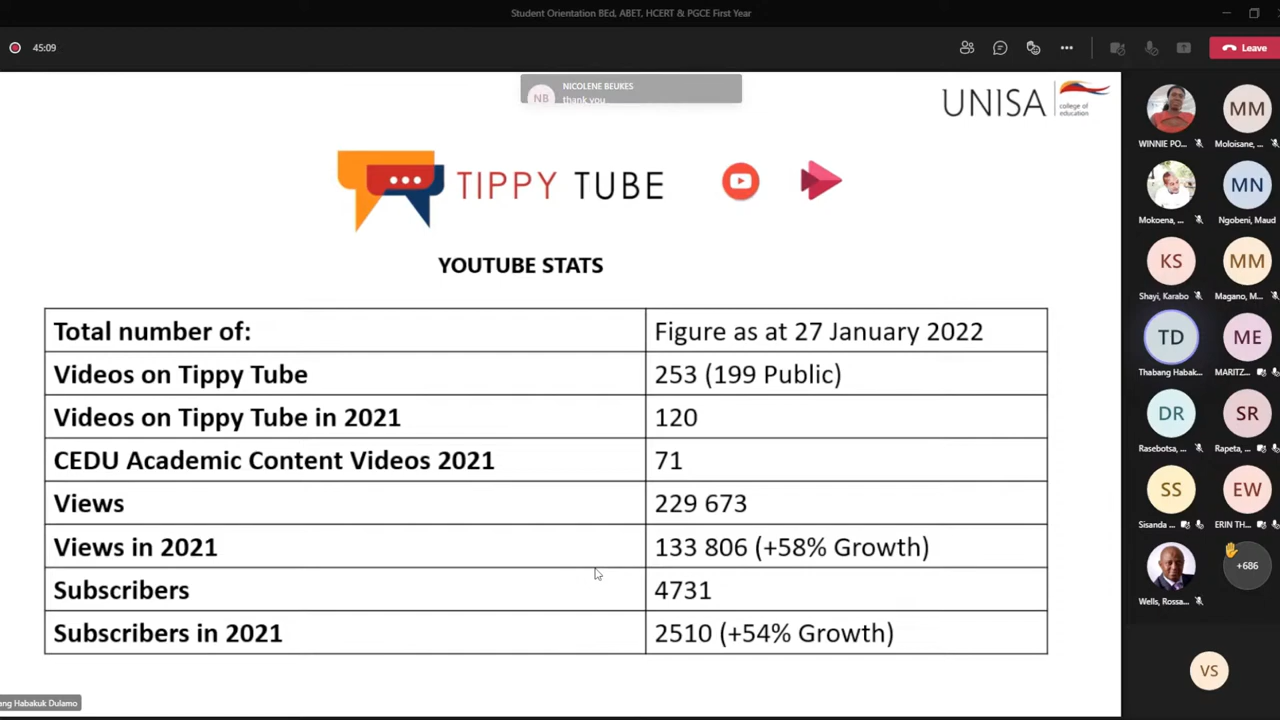 Student Orientation BEd, ABET, HCERT & PGCE First Year
45:09
Leave
NB
NICOLENE BEUKES
thank you
UNISA
college of
education
TIPPY TUBE
YOUTUBE STATS
Total number of: Figure as at 27 January 2022
Videos on Tippy Tube 253 (199 Public)
Videos on Tippy Tube in 2021 120
CEDU Academic Content Videos 2021 71
Views 229 673
Views in 2021 133 806 (+58% Growth)
Subscribers 4731
Subscribers in 2021 2510 (+54% Growth)
ang Habakuk Dulamo
MM
WINNIE PO... Moloisane, ...
MN
Mokoena, ... Ngobeni, Maud
KS MM
Shayi, Karabo Magano, M...
TD ME
Thabang Habak... MARITZ...
DR SR
Rasebotsa, ... Rapeta, ...
SS EW
Sisanda ... ERIN TH...
+686
Wells, Rossa...
VS